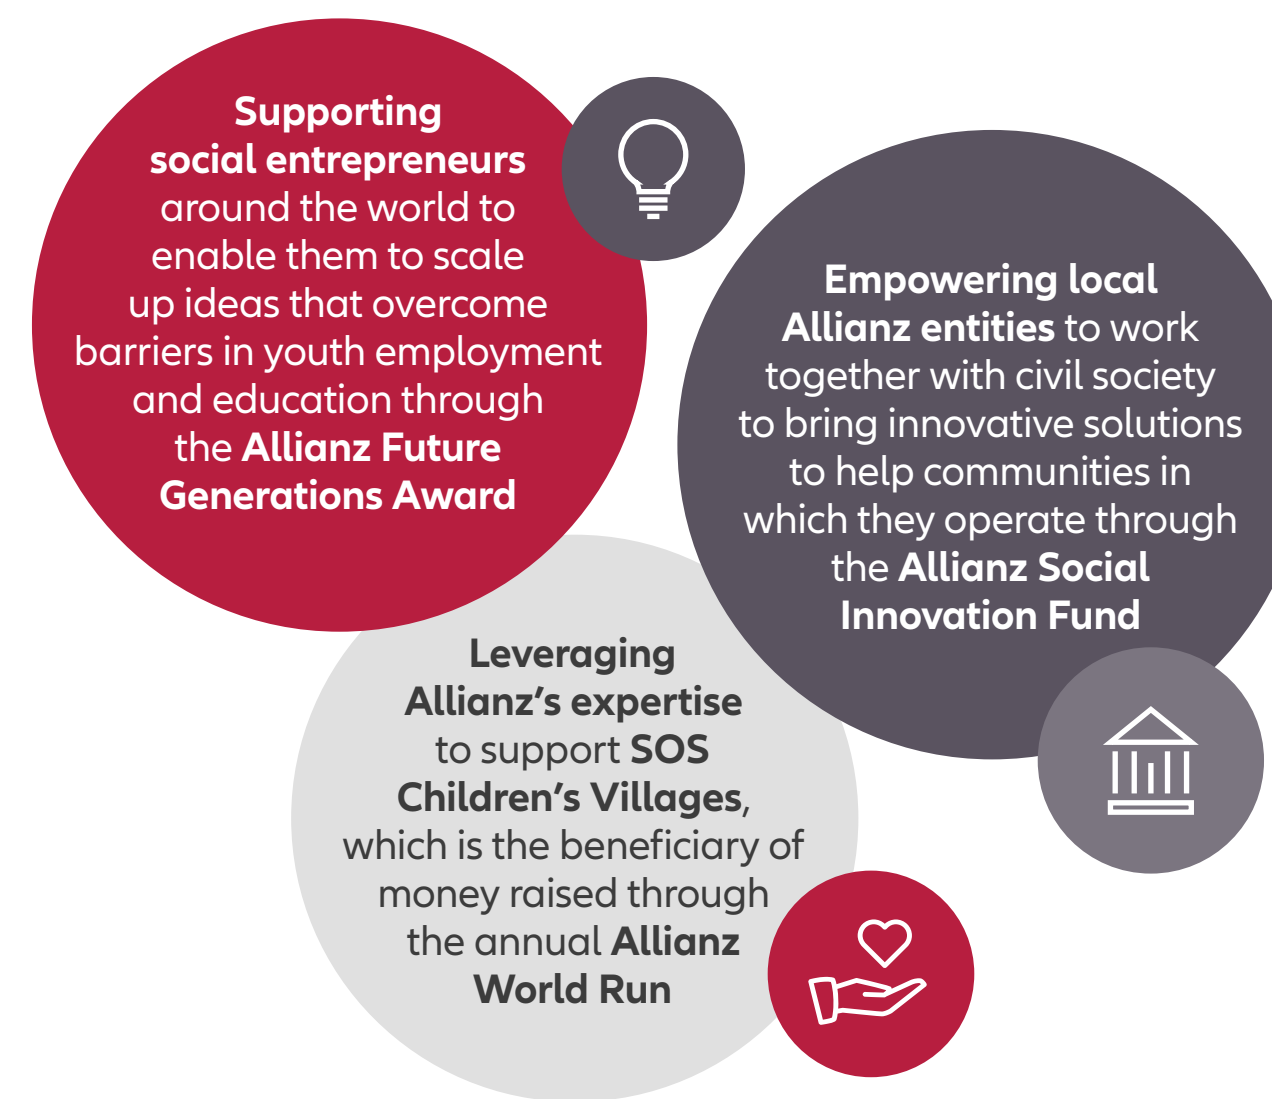 Supporting
social entrepreneurs
around the world to
enable them to scale
up ideas that overcome
barriers in youth employment
and education through
the Allianz Future
Generations Award
Empowering local
Allianz entities to work
together with civil society
to bring innovative solutions
to help communities in
which they operate through
the Allianz Social
Innovation Fund
Leveraging
Allianz’s expertise
to support SOS
Children’s Villages,
which is the beneficiary of
money raised through
the annual Allianz
World Run